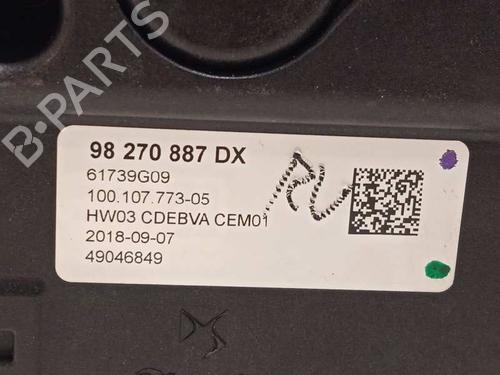 B-PARTS
98 270 887 DX
61739G09
100.107.773-05
HW03 CDEBVA CEM01
2018-09-07
49046849